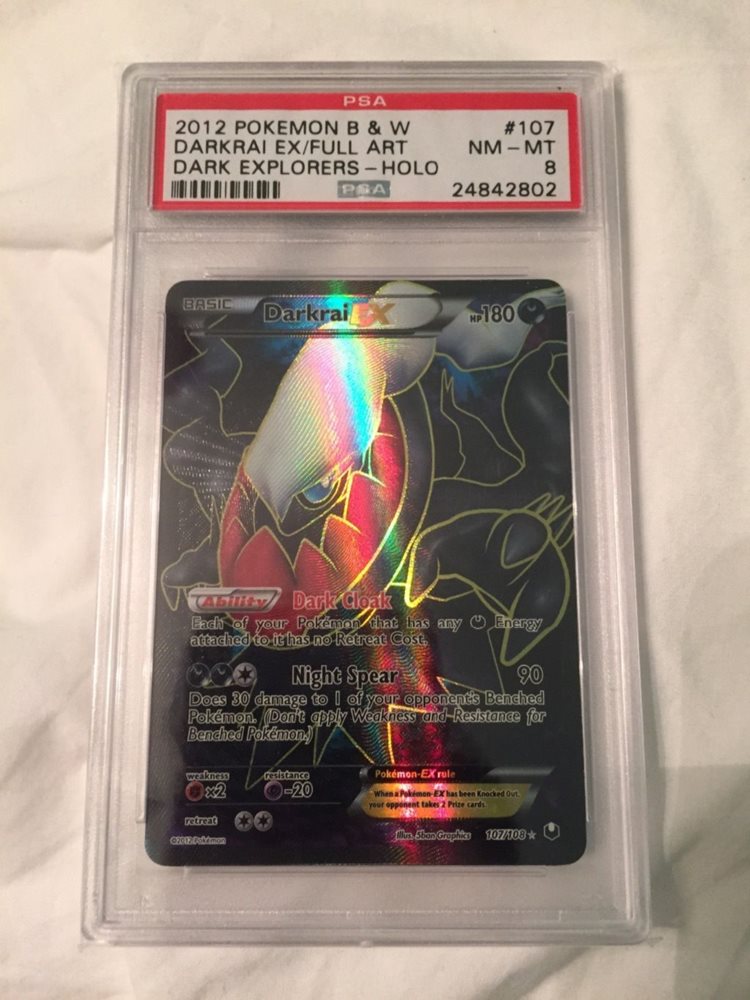 PSA
2012 POKEMON B & W #107
DARKRAI EX/FULL ART NM - MT
DARK EXPLORERS - HOLO 8
PSA 24842802
BASIC Darkrai EX HP180
Ability Dark Cloak
Each of your Pokémon that has any Energy
attached to it has no Retreat Cost.
Night Spear 90
Does 30 damage to 1 of your opponent's Benched
Pokémon. (Don't apply Weakness and Resistance for
Benched Pokémon.)
weakness resistance
×2 -20
retreat
Pokémon-EX rule
When a Pokémon-EX has been Knocked Out,
your opponent takes 2 Prize cards.
©2012 Pokémon Illus. 5ban Graphics 107/108 ★